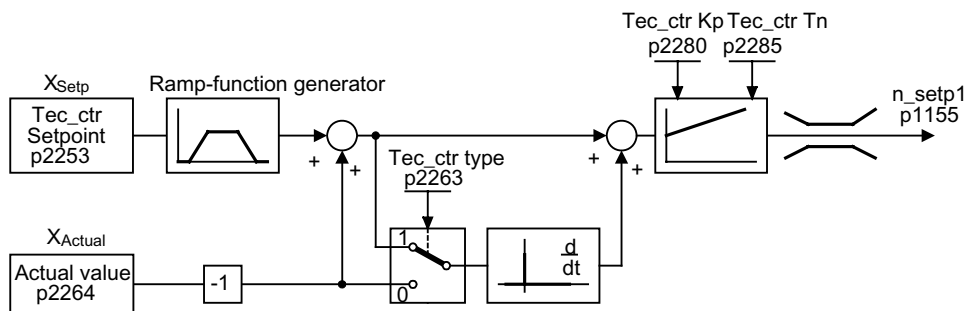 Tec_ctr Kp Tec_ctr Tn
p2280 p2285
XSetp
Ramp-function generator
n_setp1
p1155
Tec_ctr
Setpoint
p2253
+
+
+
+
Tec_ctr type
p2263
XActual
1
d
dt
Actual value
p2264
-1
0